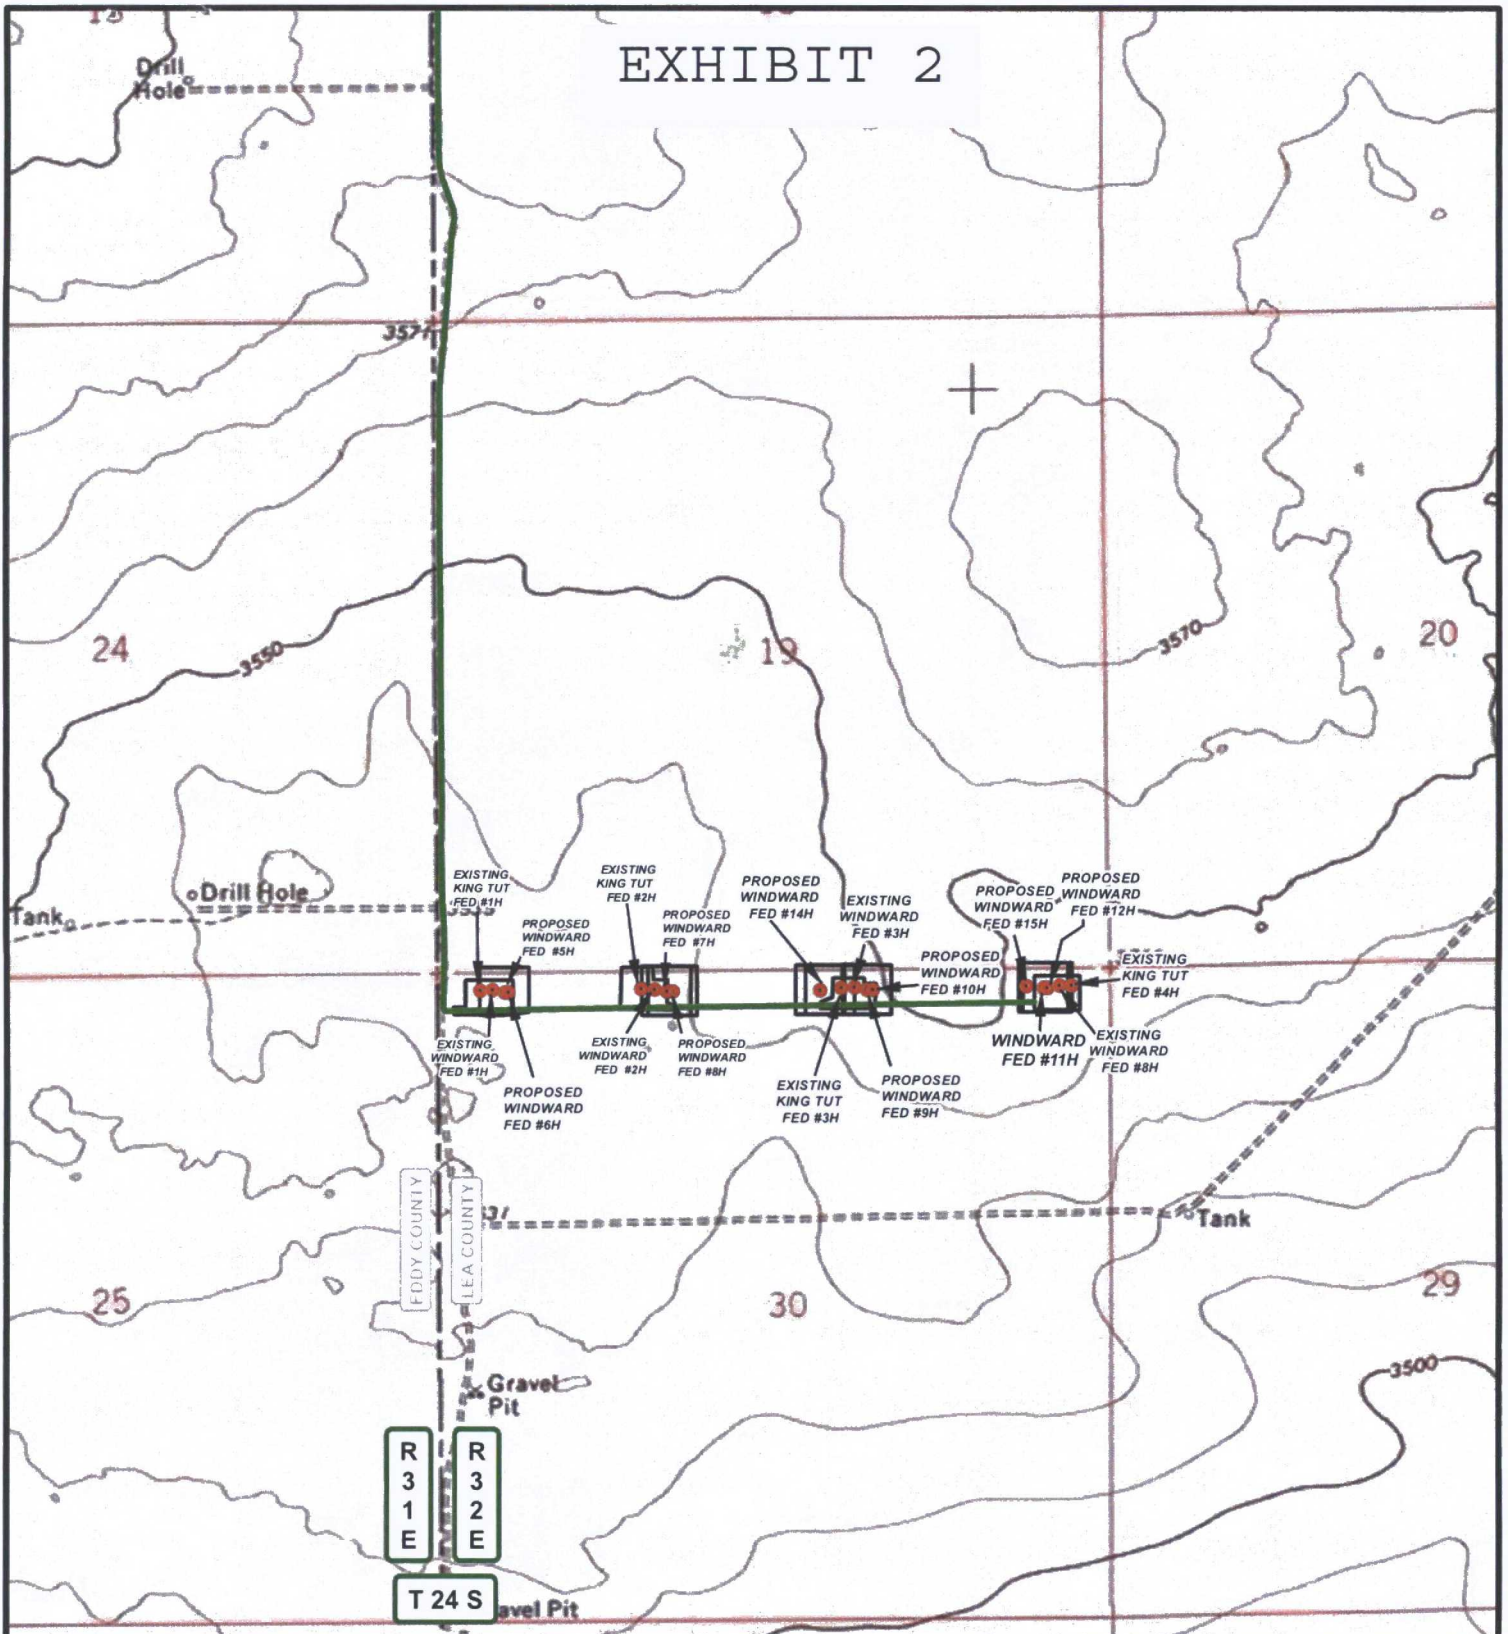 EXHIBIT 2
Drill
Hole
3571
24
3550
19
3570
20
Drill Hole
Tank
EXISTING
KING TUT
FED #1H
PROPOSED
WINDWARD
FED #5H
EXISTING
KING TUT
FED #2H
PROPOSED
WINDWARD
FED #7H
PROPOSED
WINDWARD
FED #14H
EXISTING
WINDWARD
FED #3H
PROPOSED
WINDWARD
FED #10H
PROPOSED
WINDWARD
FED #15H
PROPOSED
WINDWARD
FED #12H
EXISTING
KING TUT
FED #4H
EXISTING
WINDWARD
FED #1H
PROPOSED
WINDWARD
FED #6H
EXISTING
WINDWARD
FED #2H
PROPOSED
WINDWARD
FED #8H
EXISTING
KING TUT
FED #3H
PROPOSED
WINDWARD
FED #9H
WINDWARD
FED #11H
EXISTING
WINDWARD
FED #8H
EDDY COUNTY
LEA COUNTY
Tank
25
30
29
3500
Gravel
Pit
R
3
1
E
R
3
2
E
T 24 S
avel Pit